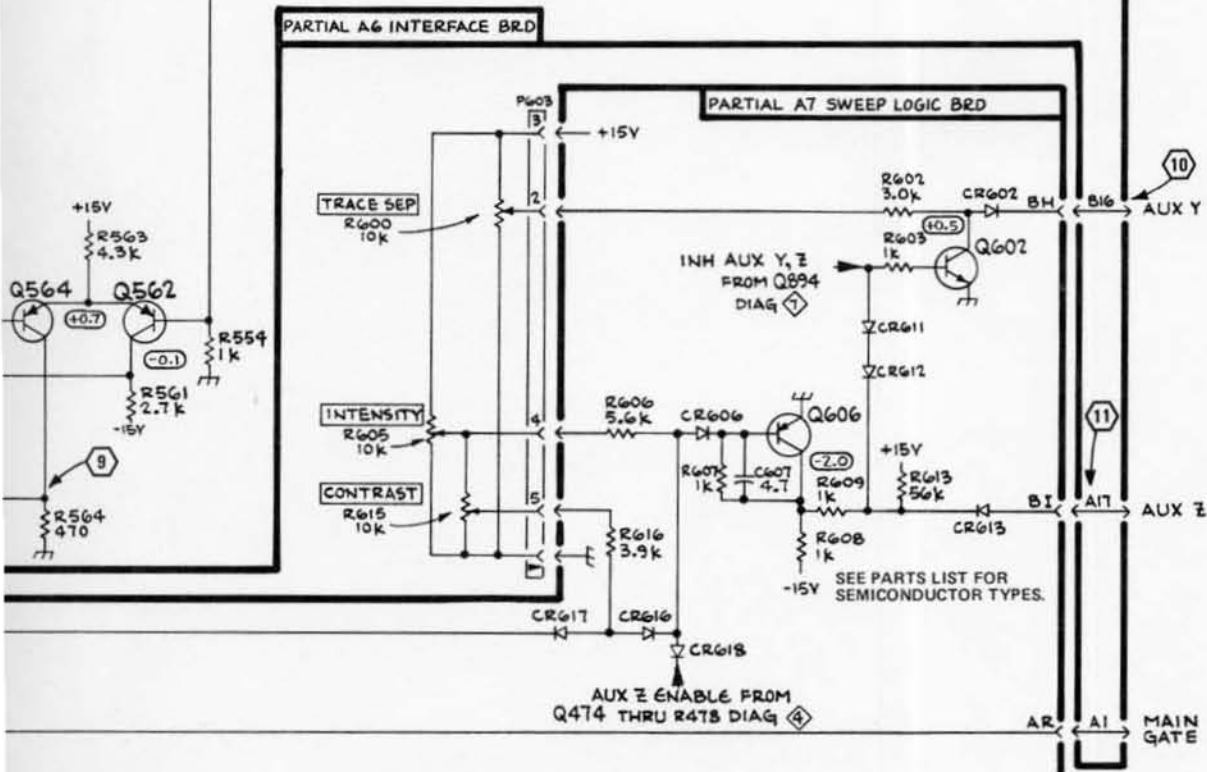 PARTIAL A6 INTERFACE BRD
PARTIAL A7 SWEEP LOGIC BRD
P603
3
+15V
10
TRACE SEP
R600
10k
2
R602
3.0k
CR602
BH
B16
AUX Y
+0.5
R603
1k
Q602
INH AUX Y, Z
FROM Q894
DIAG 7
+15V
R563
4.3k
Q564
Q562
+0.7
-0.1
R554
1k
R561
2.7k
-15V
CR611
CR612
INTENSITY
R605
10k
4
R606
5.6k
CR606
Q606
11
9
-2.0
+15V
R607
1k
C607
4.7
R609
1k
R613
56k
CONTRAST
R615
10k
5
BI
A17
AUX Z
CR613
R564
470
R616
3.9k
R608
1k
-15V
SEE PARTS LIST FOR
SEMICONDUCTOR TYPES.
CR617
CR616
CR618
AUX Z ENABLE FROM
Q474 THRU R478 DIAG 4
AR
A1
MAIN
GATE